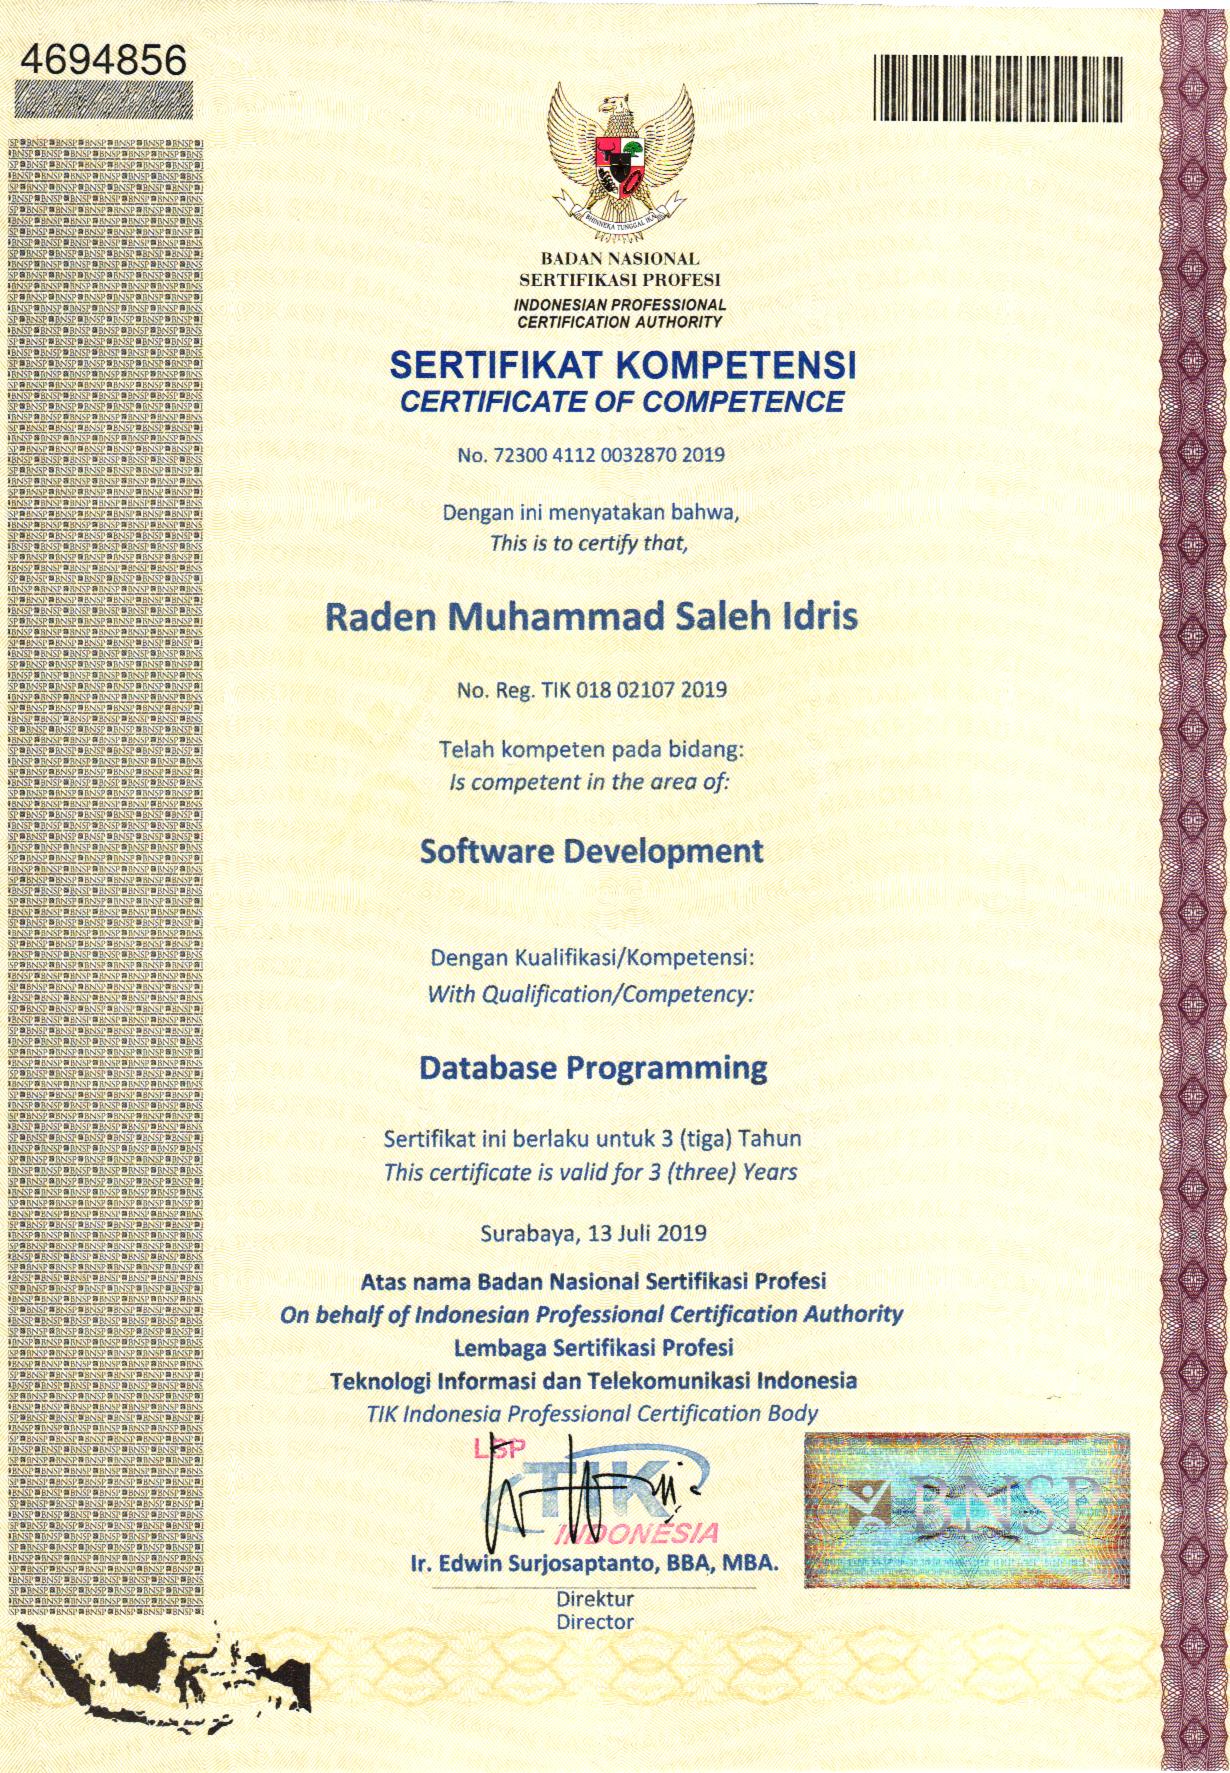 4694856
BHINNEKA TUNGGAL IKA
BADAN NASIONAL
SERTIFIKASI PROFESI
INDONESIAN PROFESSIONAL
CERTIFICATION AUTHORITY
SERTIFIKAT KOMPETENSI
CERTIFICATE OF COMPETENCE
No. 72300 4112 0032870 2019
Dengan ini menyatakan bahwa,
This is to certify that,
Raden Muhammad Saleh Idris
No. Reg. TIK 018 02107 2019
Telah kompeten pada bidang:
Is competent in the area of:
Software Development
Dengan Kualifikasi/Kompetensi:
With Qualification/Competency:
Database Programming
Sertifikat ini berlaku untuk 3 (tiga) Tahun
This certificate is valid for 3 (three) Years
Surabaya, 13 Juli 2019
Atas nama Badan Nasional Sertifikasi Profesi
On behalf of Indonesian Professional Certification Authority
Lembaga Sertifikasi Profesi
Teknologi Informasi dan Telekomunikasi Indonesia
TIK Indonesia Professional Certification Body
LSP
TIK
INDONESIA
BNSP
Ir. Edwin Surjosaptanto, BBA, MBA.
Direktur
Director